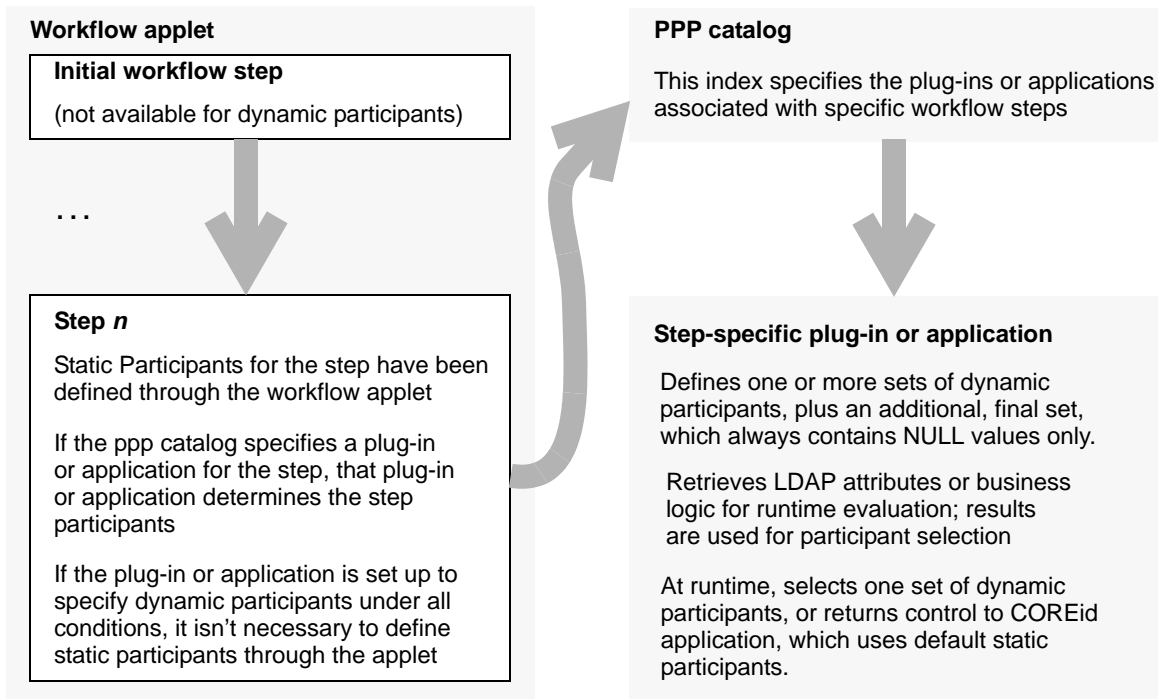 Workflow applet
Initial workflow step
(not available for dynamic participants)
...
Step n
Static Participants for the step have been
defined through the workflow applet
If the ppp catalog specifies a plug-in
or application for the step, that plug-in
or application determines the step
participants
If the plug-in or application is set up to
specify dynamic participants under all
conditions, it isn't necessary to define
static participants through the applet
PPP catalog
This index specifies the plug-ins or applications
associated with specific workflow steps
Step-specific plug-in or application
Defines one or more sets of dynamic
participants, plus an additional, final set,
which always contains NULL values only.
Retrieves LDAP attributes or business
logic for runtime evaluation; results
are used for participant selection
At runtime, selects one set of dynamic
participants, or returns control to COREid
application, which uses default static
participants.